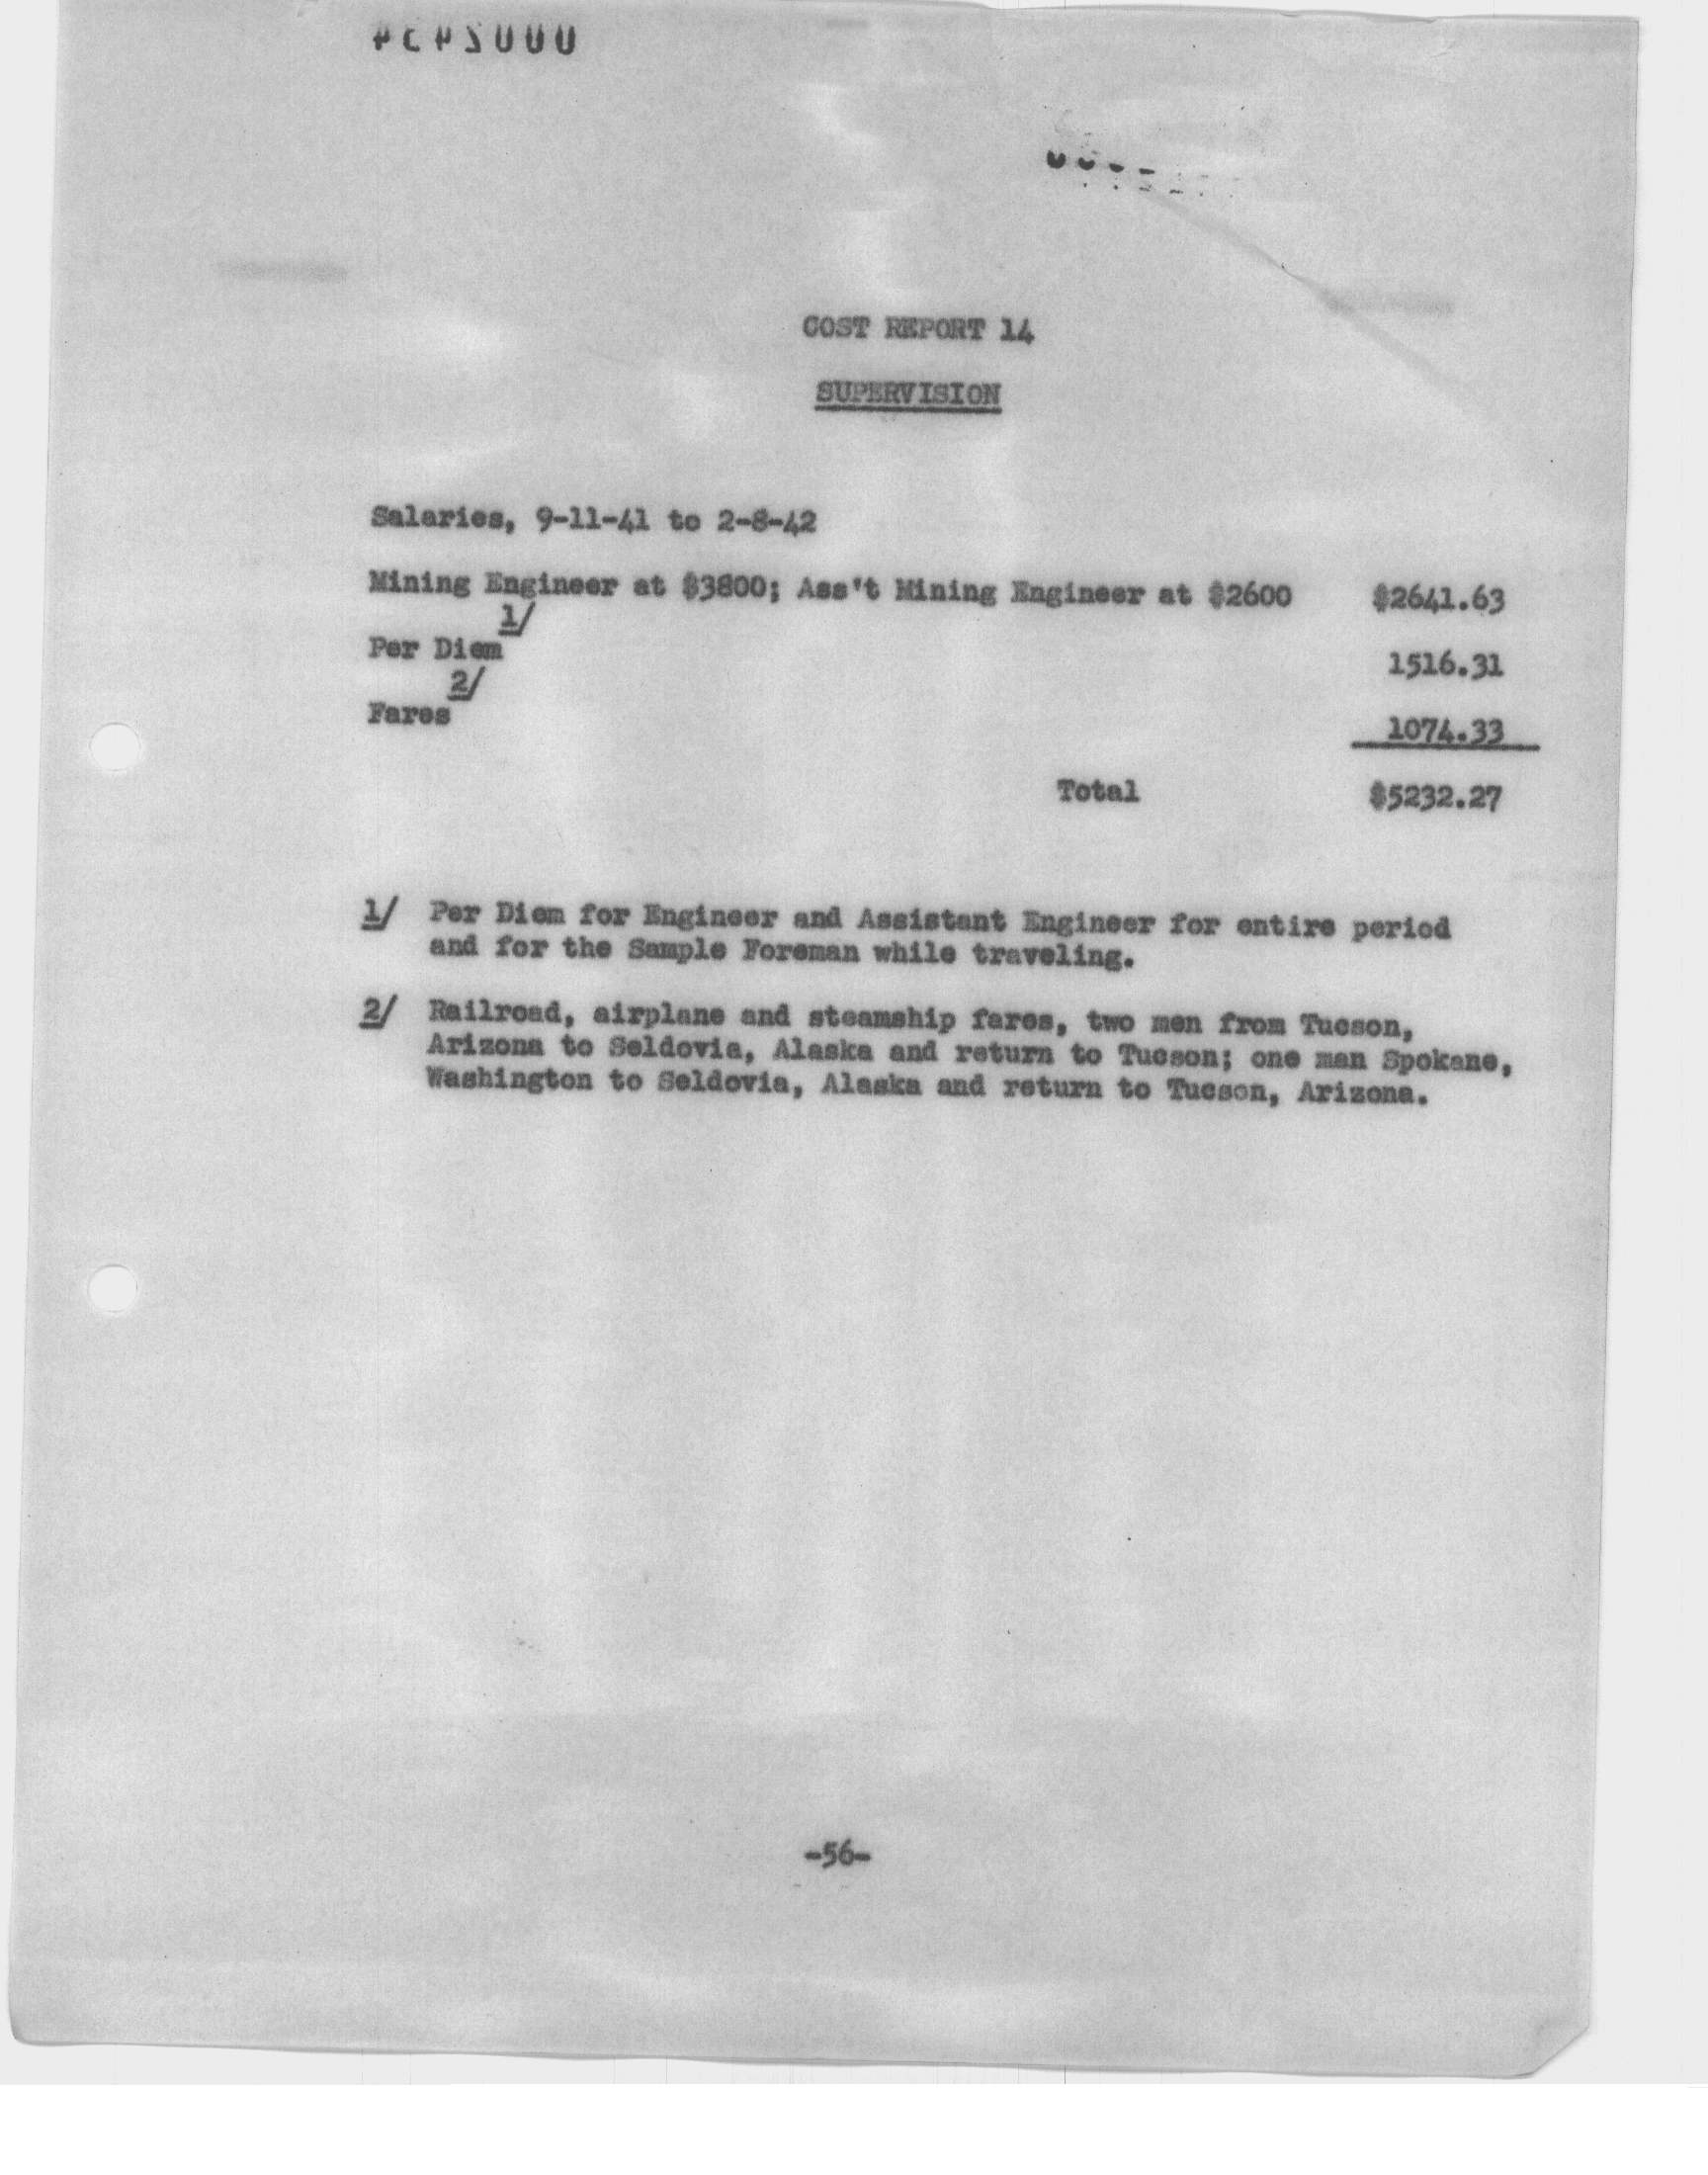 COST REPORT 14
SUPERVISION
Salaries, 9-11-41 to 2-8-42
Mining Engineer at $3800; Ass't Mining Engineer at $2600 $2641.63
1/
Per Diem 1516.31
2/
Fares 1074.33
Total $5232.27
1/ Per Diem for Engineer and Assistant Engineer for entire period
and for the Sample Foreman while traveling.
2/ Railroad, airplane and steamship fares, two men from Tucson,
Arizona to Seldovia, Alaska and return to Tucson; one man Spokane,
Washington to Seldovia, Alaska and return to Tucson, Arizona.
-56-